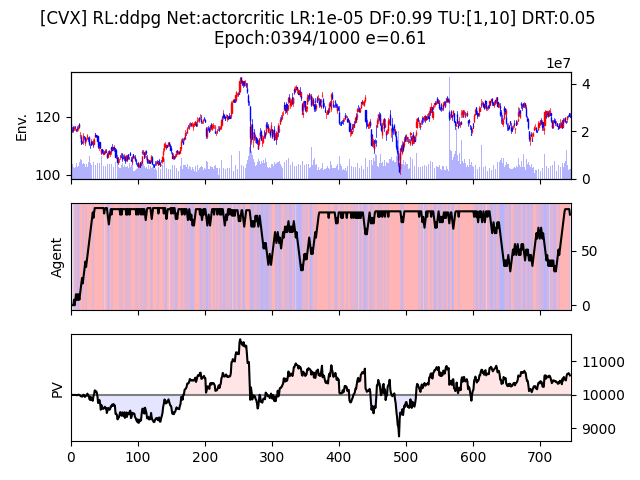 [CVX] RL:ddpg Net:actorcritic LR:1e-05 DF:0.99 TU:[1,10] DRT:0.05
Epoch:0394/1000 e=0.61
1e7
Env.
120
100
4
2
0
Agent
50
0
PV
11000
10000
9000
0 100 200 300 400 500 600 700